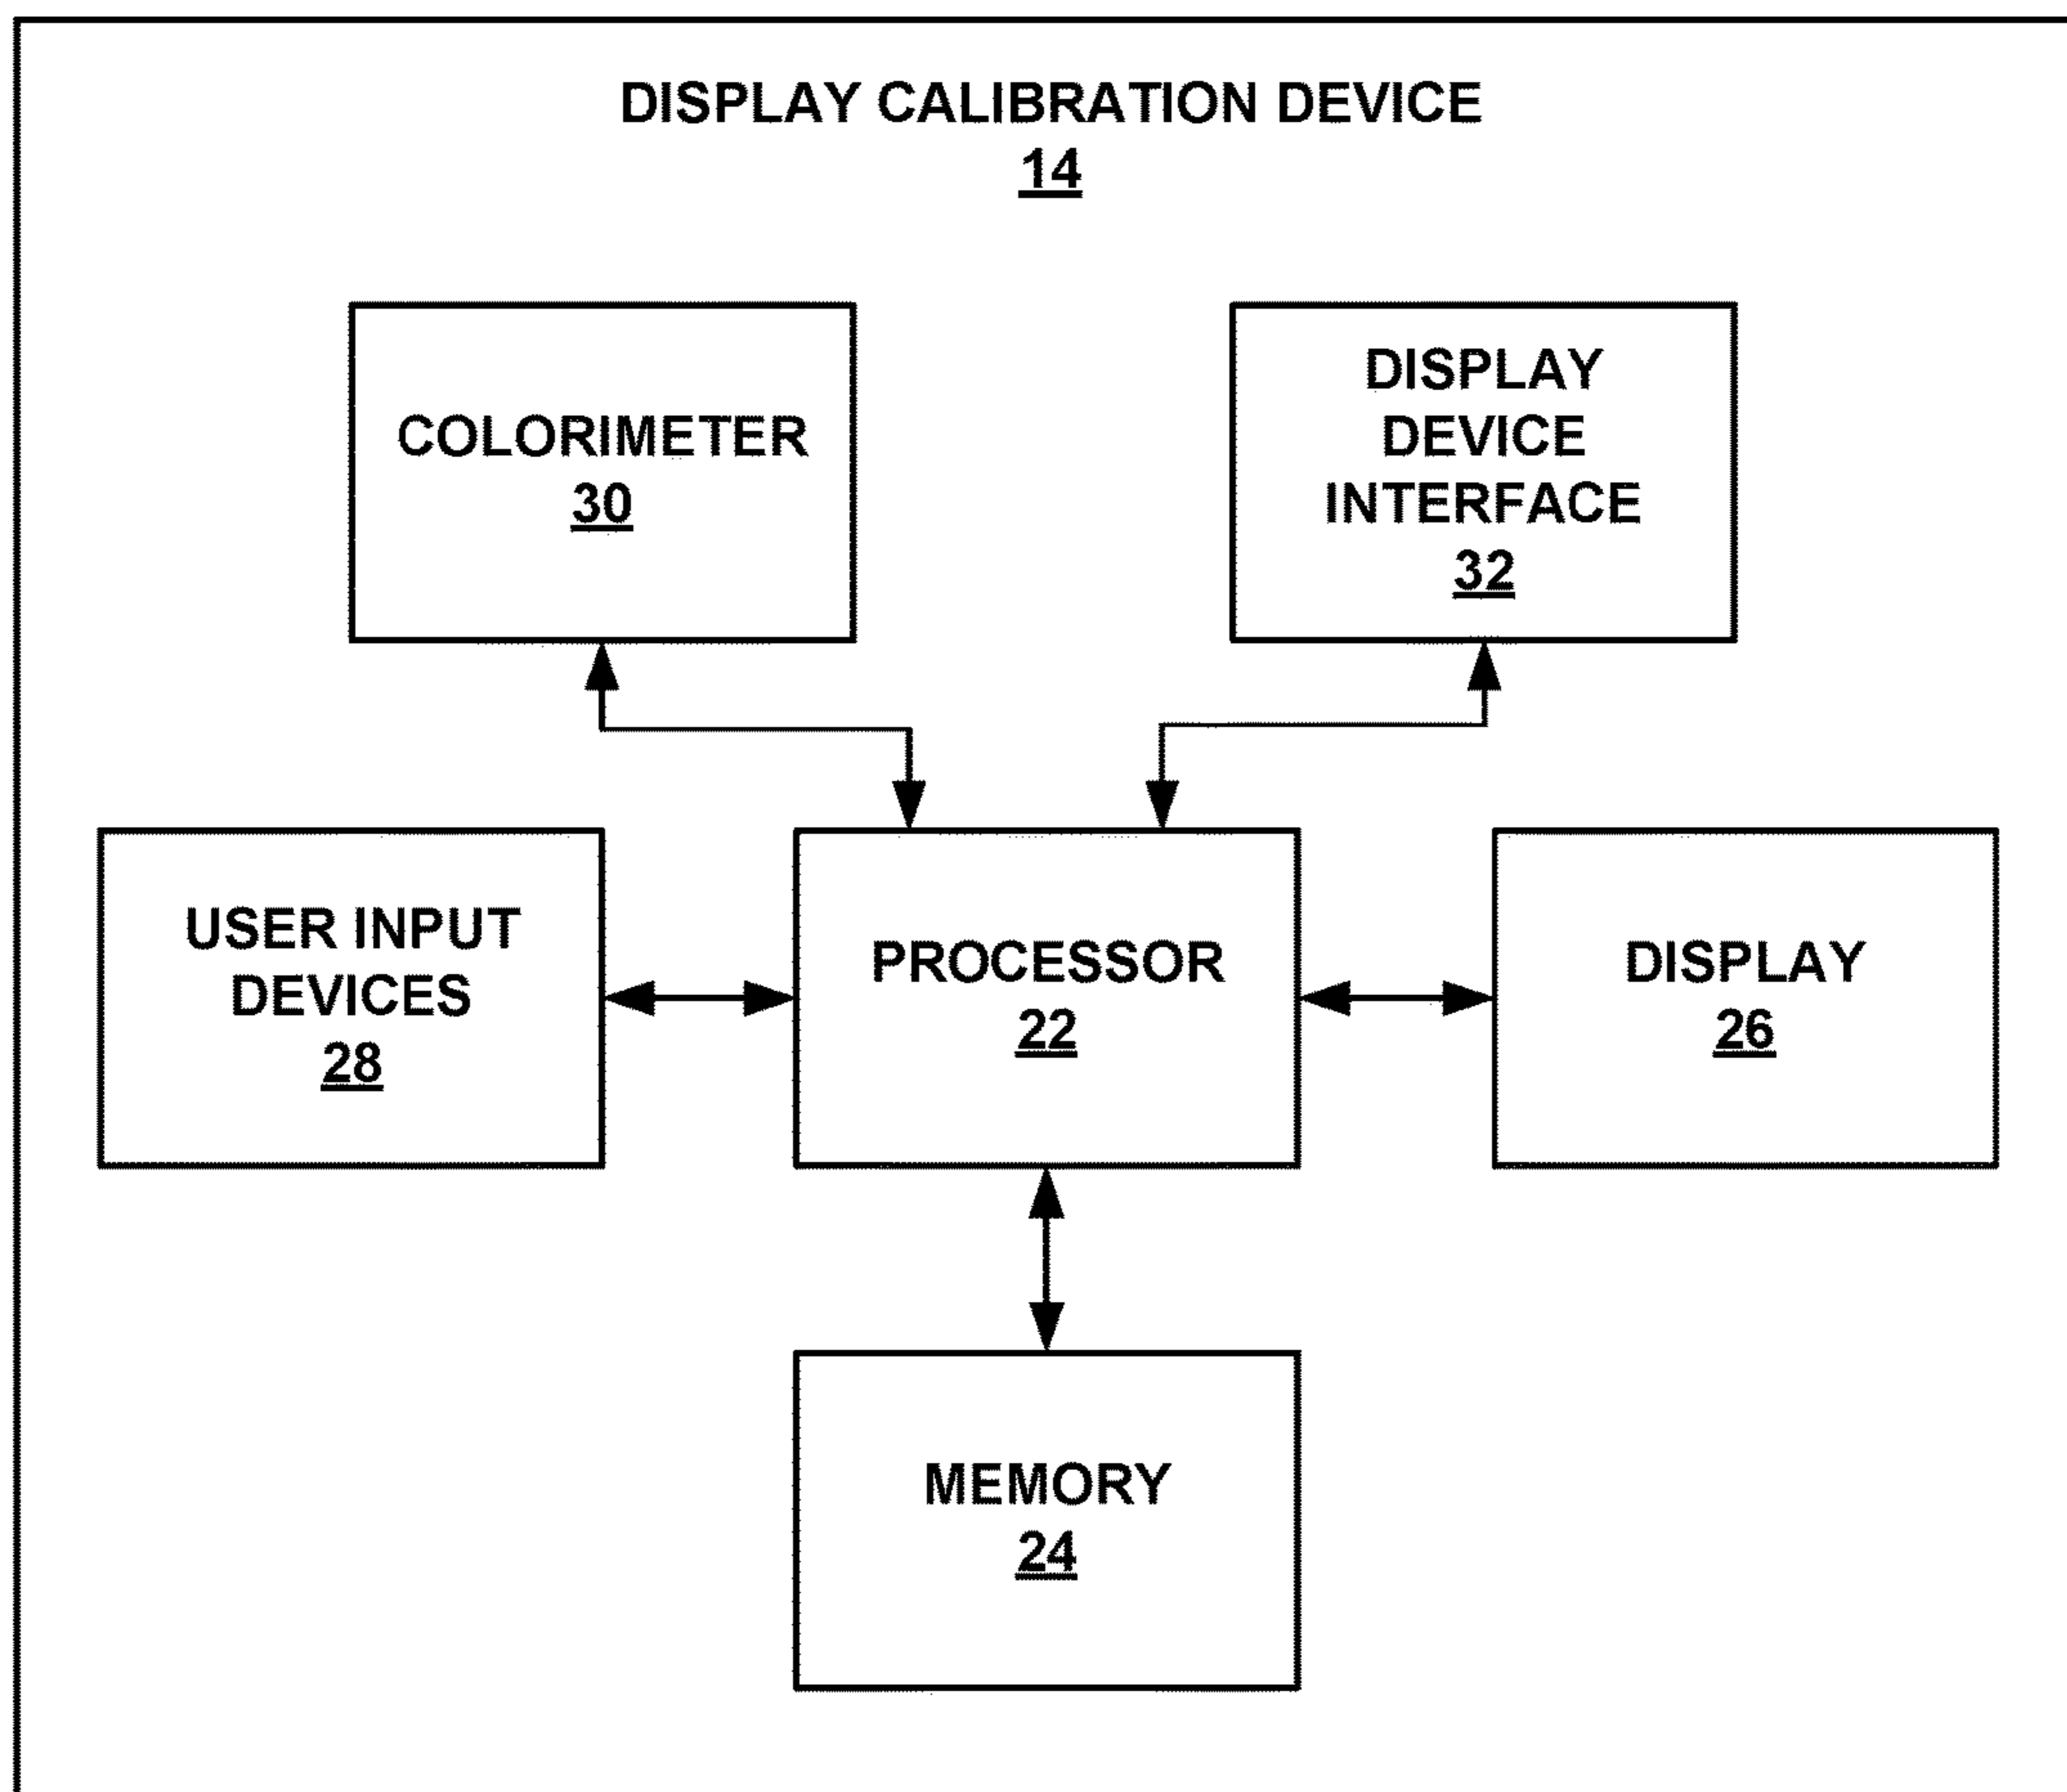 DISPLAY CALIBRATION DEVICE
14
COLORIMETER
30
DISPLAY
DEVICE
INTERFACE
32
USER INPUT
DEVICES
28
PROCESSOR
22
DISPLAY
26
MEMORY
24